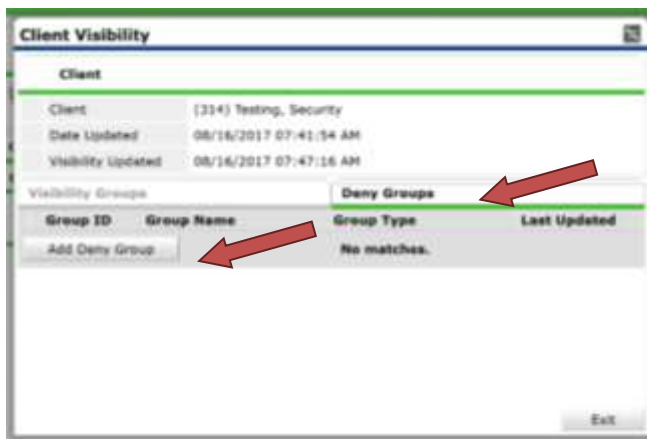 Client Visibility
Client
Client (314) Testing, Security
Date Updated 08/16/2017 07:41:54 AM
Visibility Updated 08/16/2017 07:47:16 AM
Visibility Groups Deny Groups
Group ID Group Name Group Type Last Updated
Add Deny Group No matches.
Exit